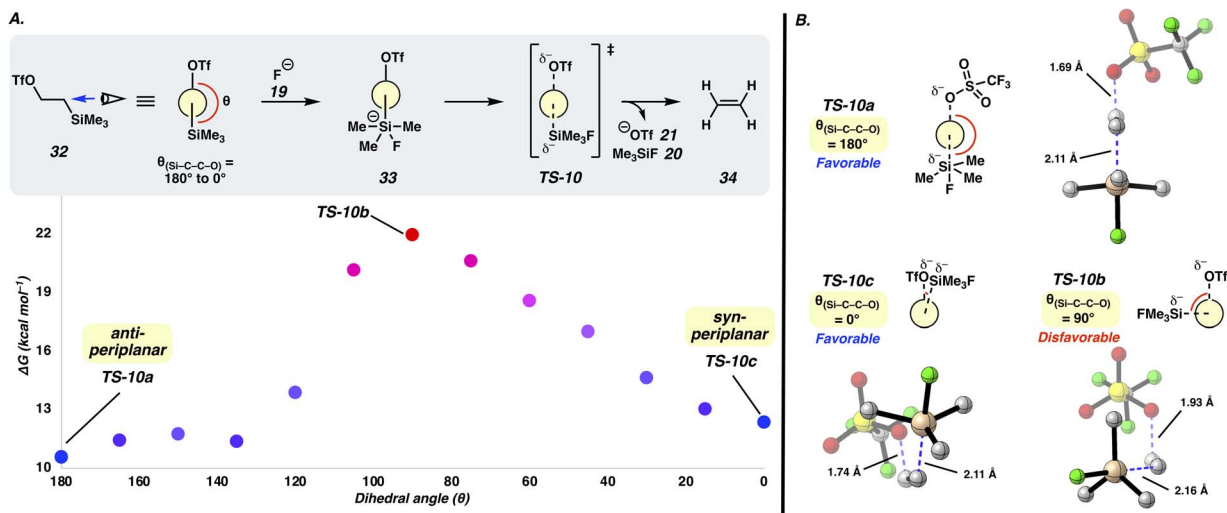 A.
TfO
SiMe3
32
OTf
θ
SiMe3
θ(Si–C–C–O) =
180° to 0°
F⊖
19
OTf
⊖
Me
Si
Me
Me
F
33
‡
δ−
OTf
SiMe3F
δ−
TS-10
⊖OTf 21
Me3SiF 20
H
H
H
H
34
ΔG (kcal mol−1)
22
19
16
13
10
TS-10b
anti-
periplanar
TS-10a
syn-
periplanar
TS-10c
180
160
140
120
100
80
60
40
20
0
Dihedral angle (θ)
B.
TS-10a
θ(Si–C–C–O)
= 180°
Favorable
δ−
O
O
S
CF3
O
δ−
Si
Me
Me
Me
F
1.69 Å
2.11 Å
TS-10c
θ(Si–C–C–O)
= 0°
Favorable
δ− δ−
TfO SiMe3F
1.74 Å
2.11 Å
TS-10b
θ(Si–C–C–O)
= 90°
Disfavorable
δ−
OTf
δ−
FMe3Si
1.93 Å
2.16 Å